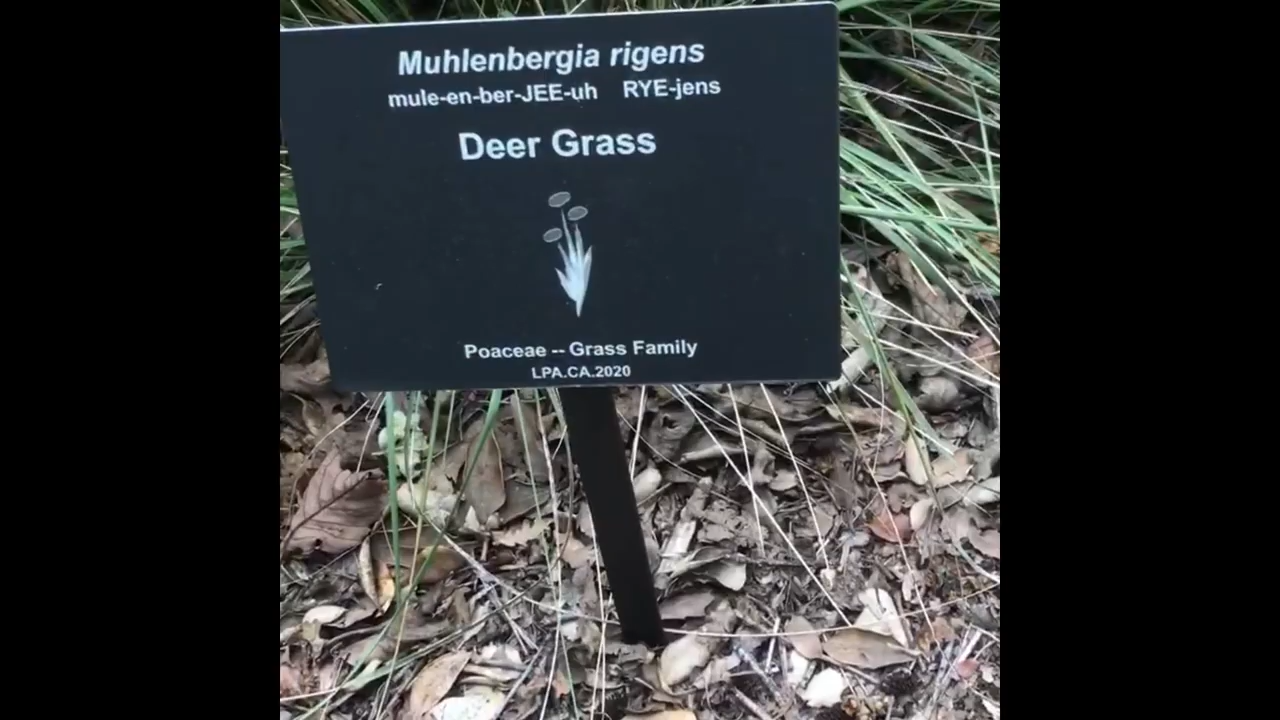 Muhlenbergia rigens
mule-en-ber-JEE-uh RYE-jens
Deer Grass
Poaceae -- Grass Family
LPA.CA.2020